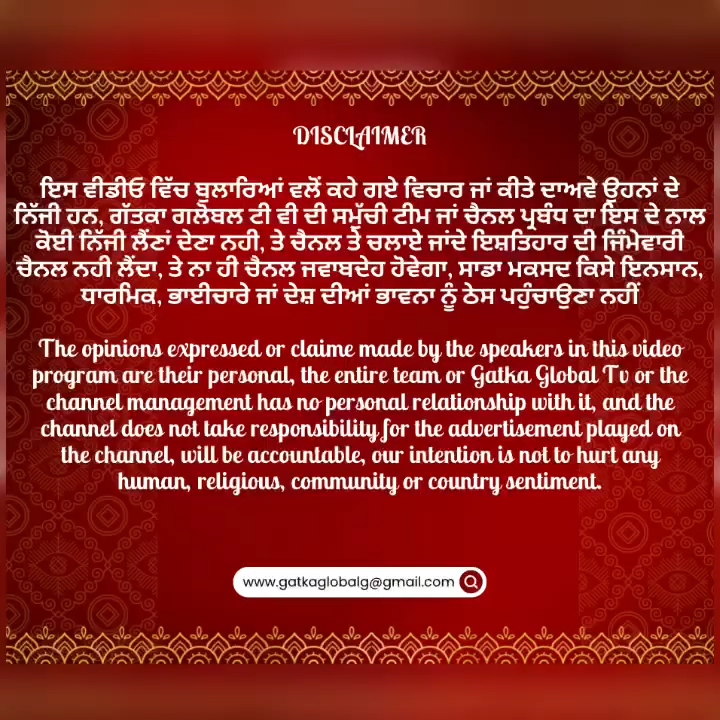 DISCLAIMER
ਇਸ ਵੀਡੀਓ ਵਿੱਚ ਬੁਲਾਰਿਆਂ ਵਲੋਂ ਕਹੇ ਗਏ ਵਿਚਾਰ ਜਾਂ ਕੀਤੇ ਦਾਅਵੇ ਉਹਨਾਂ ਦੇ
ਨਿੱਜੀ ਹਨ, ਗੱਤਕਾ ਗਲੋਬਲ ਟੀ ਵੀ ਦੀ ਸਮੁੱਚੀ ਟੀਮ ਜਾਂ ਚੈਨਲ ਪ੍ਰਬੰਧ ਦਾ ਇਸ ਦੇ ਨਾਲ
ਕੋਈ ਨਿੱਜੀ ਲੈਂਣਾਂ ਦੇਣਾ ਨਹੀ, ਤੇ ਚੈਨਲ ਤੇ ਚਲਾਏ ਜਾਂਦੇ ਇਸ਼ਤਿਹਾਰ ਦੀ ਜਿੰਮੇਵਾਰੀ
ਚੈਨਲ ਨਹੀ ਲੈਂਦਾ, ਤੇ ਨਾ ਹੀ ਚੈਨਲ ਜਵਾਬਦੇਹ ਹੋਵੇਗਾ, ਸਾਡਾ ਮਕਸਦ ਕਿਸੇ ਇਨਸਾਨ,
ਧਾਰਮਿਕ, ਭਾਈਚਾਰੇ ਜਾਂ ਦੇਸ਼ ਦੀਆਂ ਭਾਵਨਾ ਨੂੰ ਠੇਸ ਪਹੁੰਚਾਉਣਾ ਨਹੀਂ
The opinions expressed or claime made by the speakers in this video
program are their personal, the entire team or Gatka Global Tv or the
channel management has no personal relationship with it, and the
channel does not take responsibility for the advertisement played on
the channel, will be accountable, our intention is not to hurt any
human, religious, community or country sentiment.
www.gatkaglobalg@gmail.com